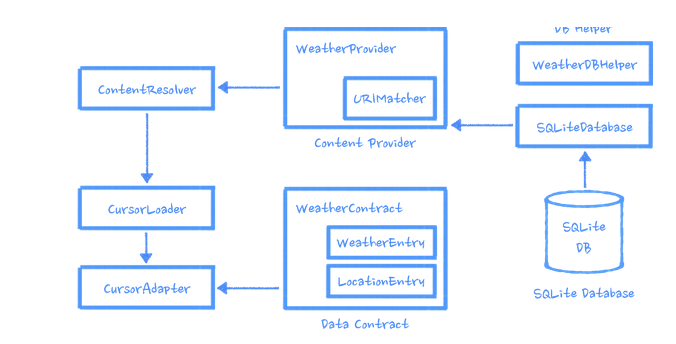 DB Helper
WeatherProvider
WeatherDBHelper
ContentResolver
URIMatcher
SQLiteDatabase
Content Provider
CursorLoader
WeatherContract
WeatherEntry
SQLite
DB
LocationEntry
CursorAdapter
SQLite Database
Data Contract